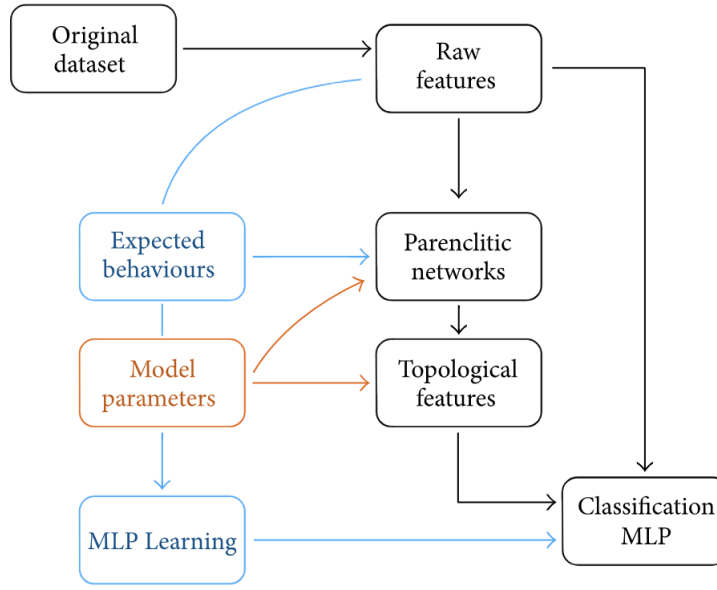 Original
dataset
Raw
features
Expected
behaviours
Parenclitic
networks
Model
parameters
Topological
features
MLP Learning
Classification
MLP